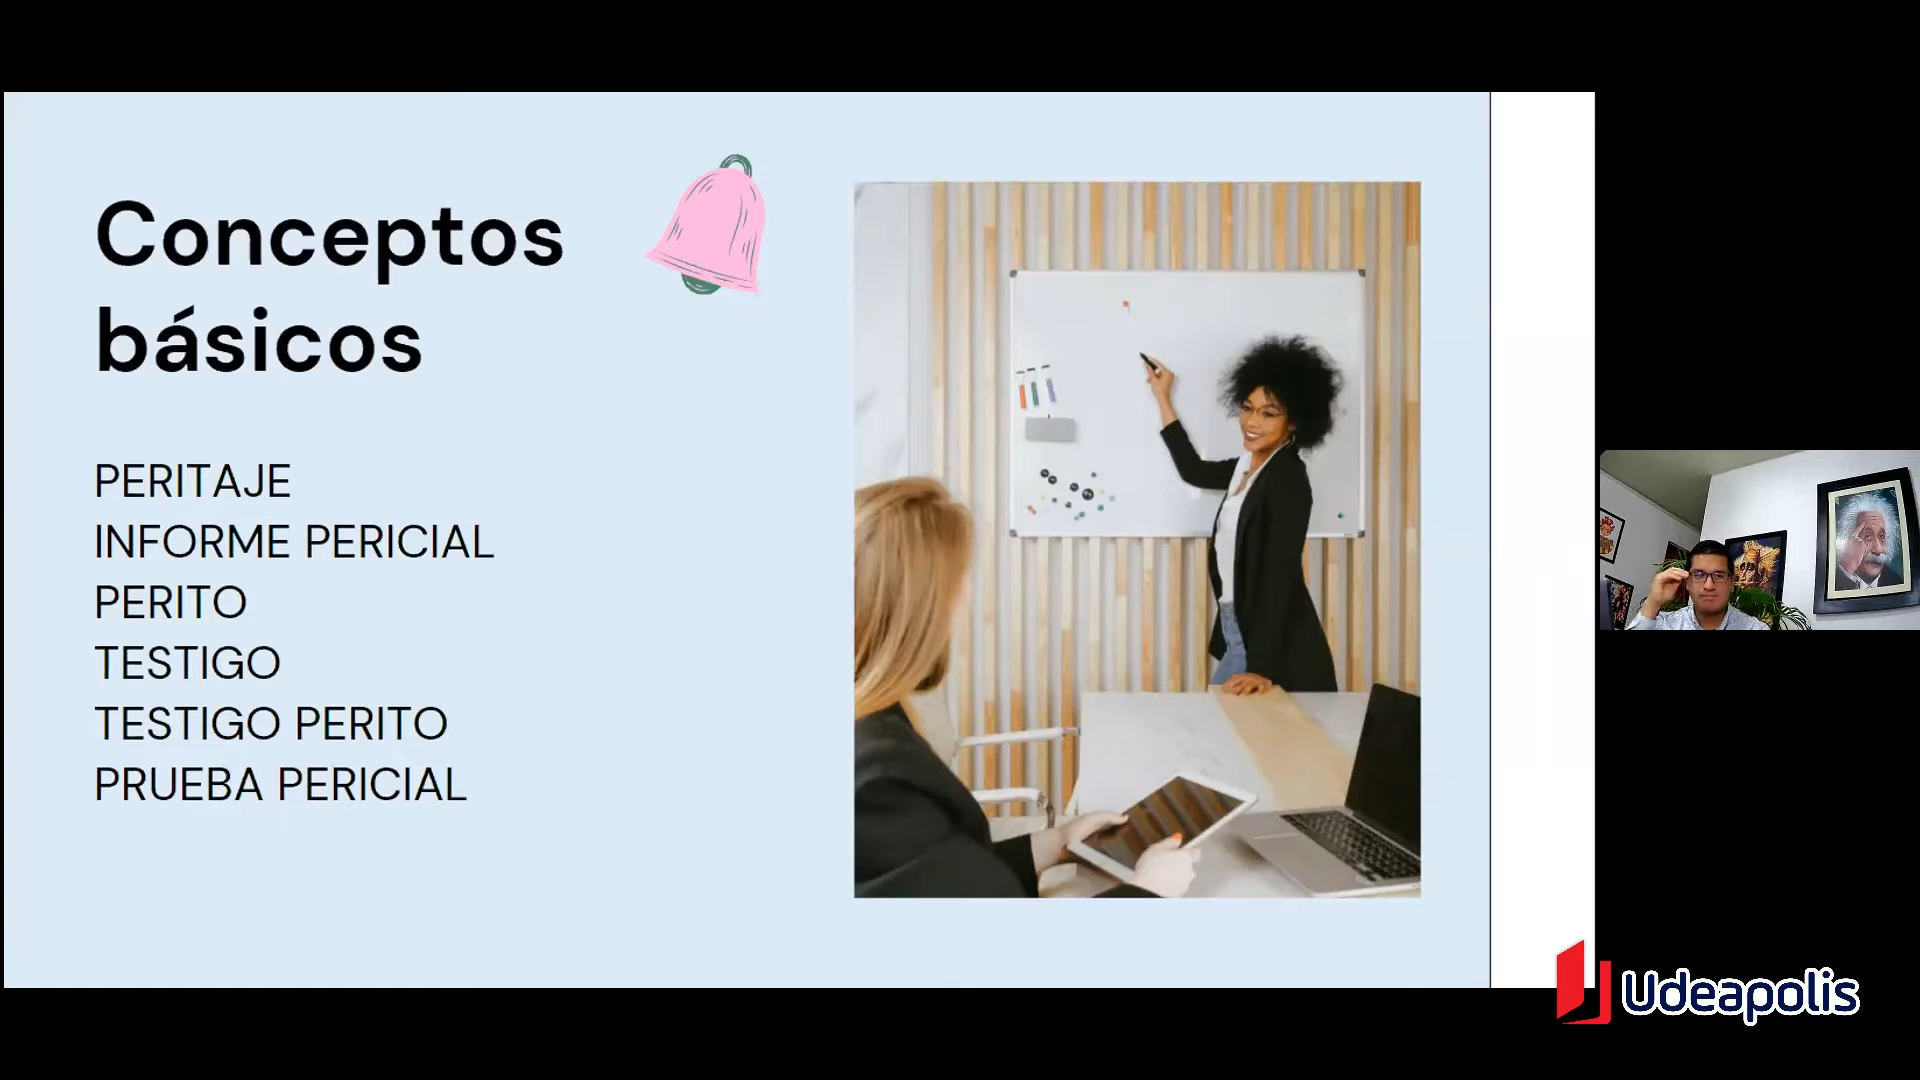 Conceptos
básicos
PERITAJE
INFORME PERICIAL
PERITO
TESTIGO
TESTIGO PERITO
PRUEBA PERICIAL
Udeapolis